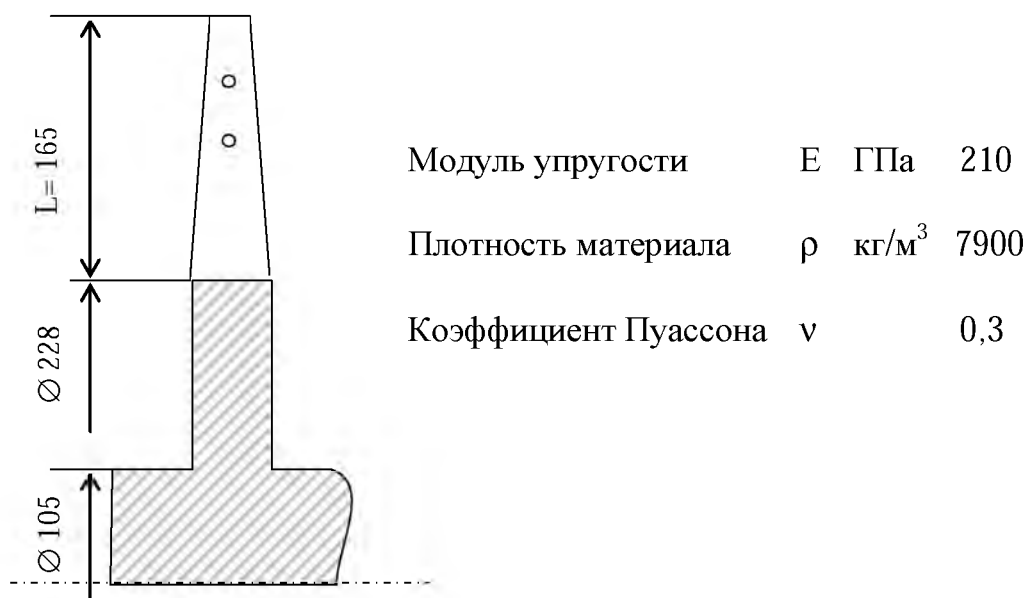 L= 165
Ø 228
Ø 105
Модуль упругости E ГПа 210
Плотность материала ρ кг/м³ 7900
Коэффициент Пуассона ν 0,3